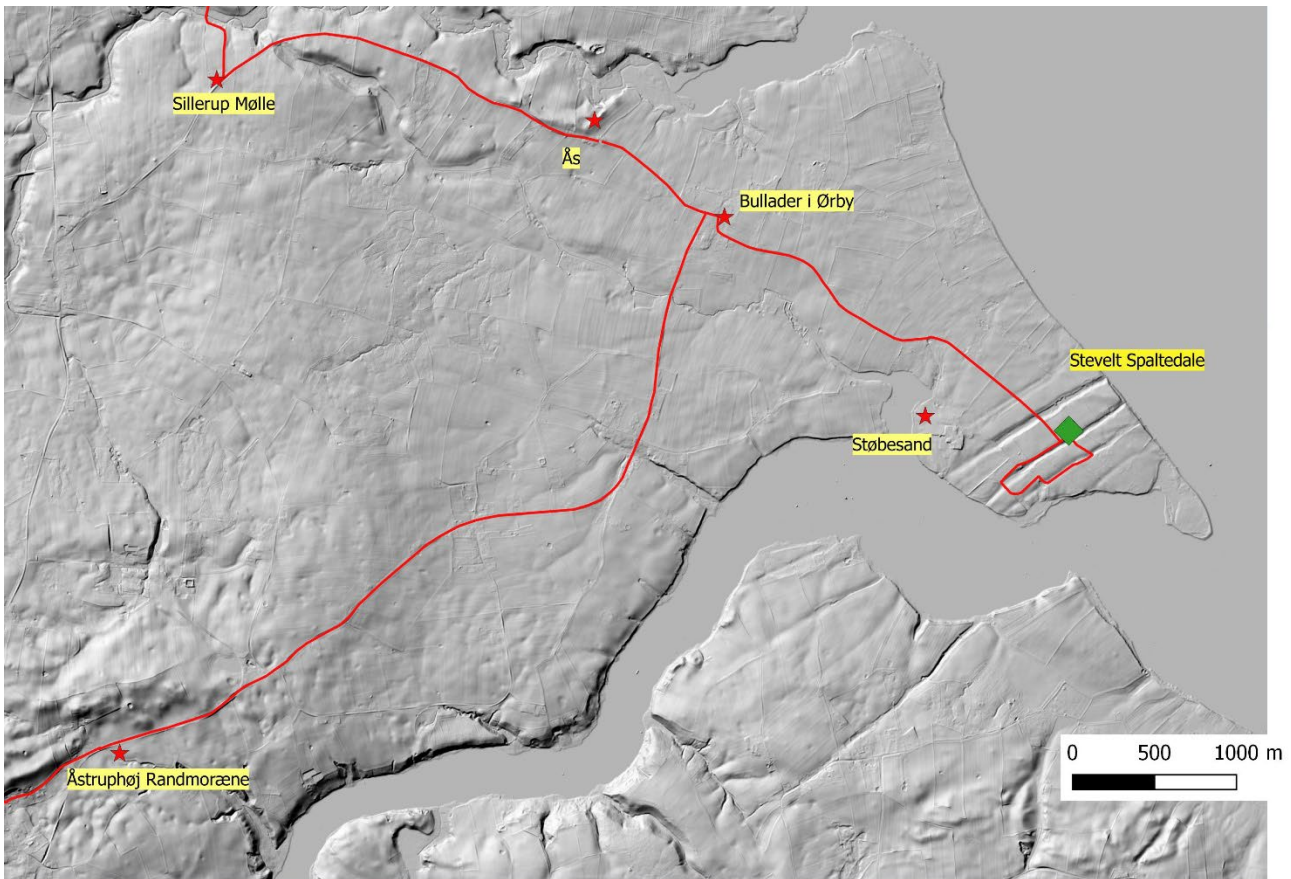 Sillerup Mølle
Ås
Bullader i Ørby
Stevelt Spaltedale
Støbesand
Åstruphøj Randmoræne
0 500 1000 m